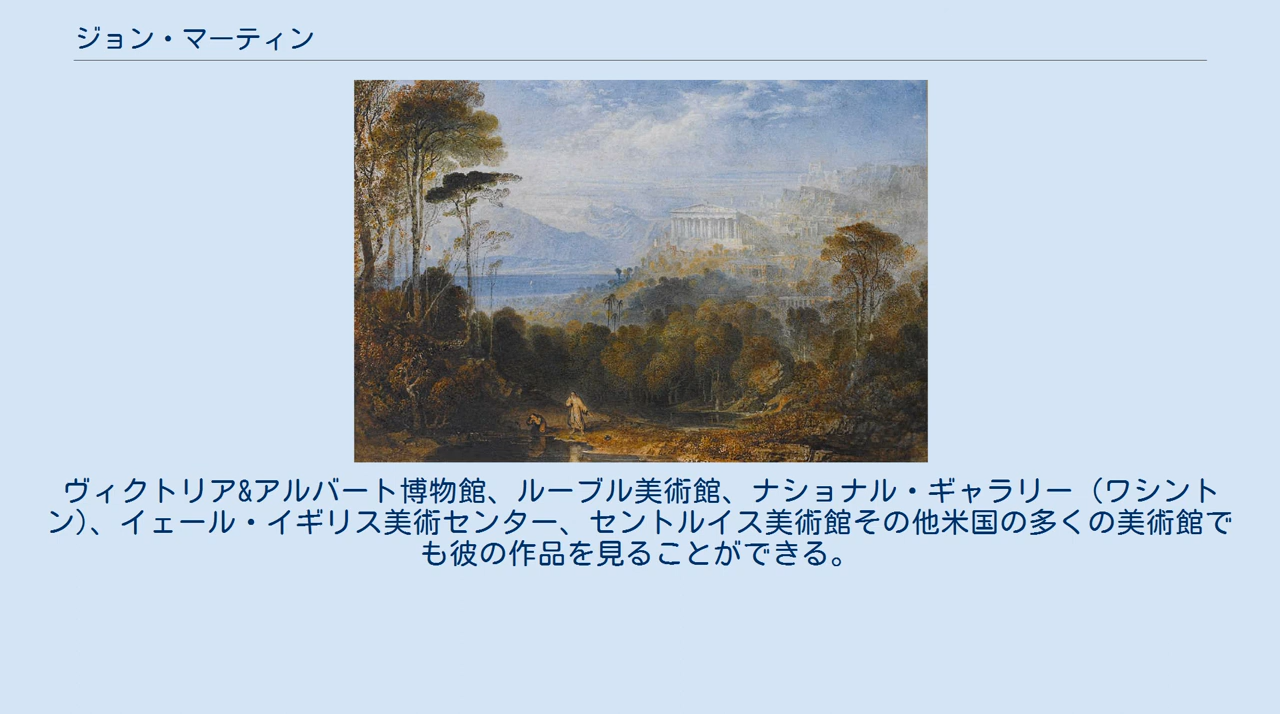 ジョン・マーティン
ヴィクトリア&アルバート博物館、ルーブル美術館、ナショナル・ギャラリー（ワシント
ン）、イェール・イギリス美術センター、セントルイス美術館その他米国の多くの美術館で
も彼の作品を見ることができる。